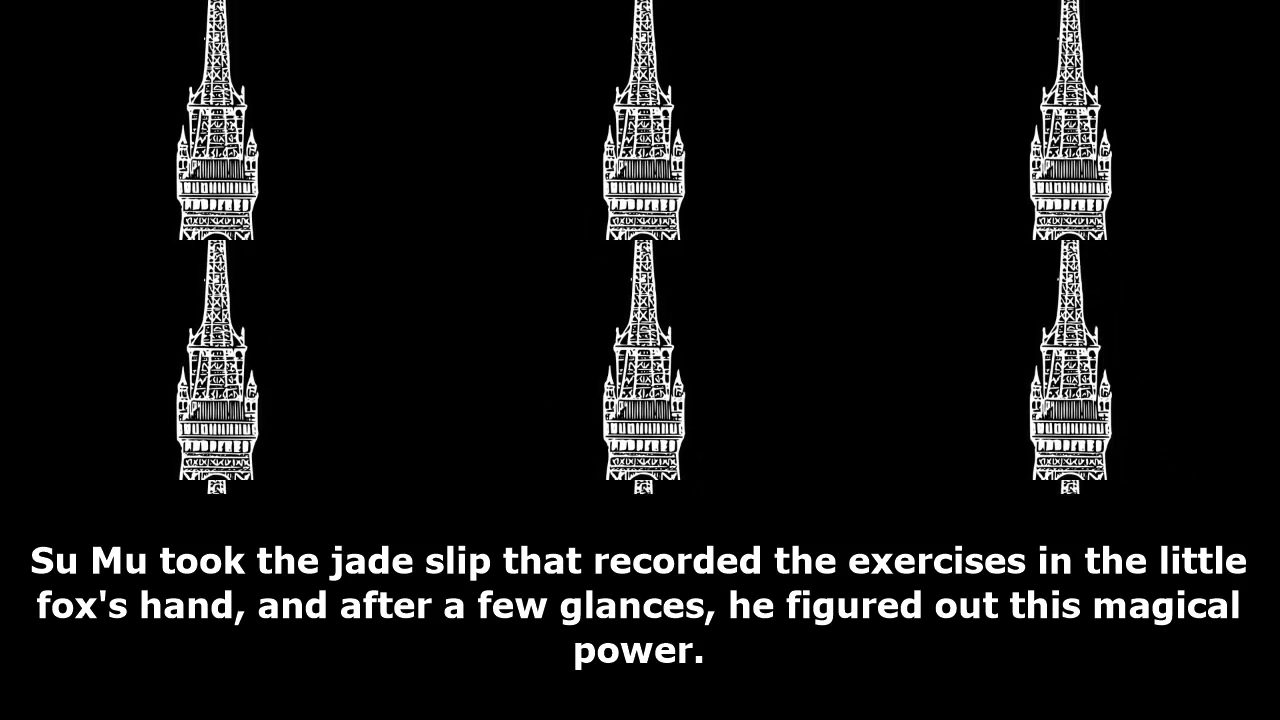 Su Mu took the jade slip that recorded the exercises in the little
fox's hand, and after a few glances, he figured out this magical
power.